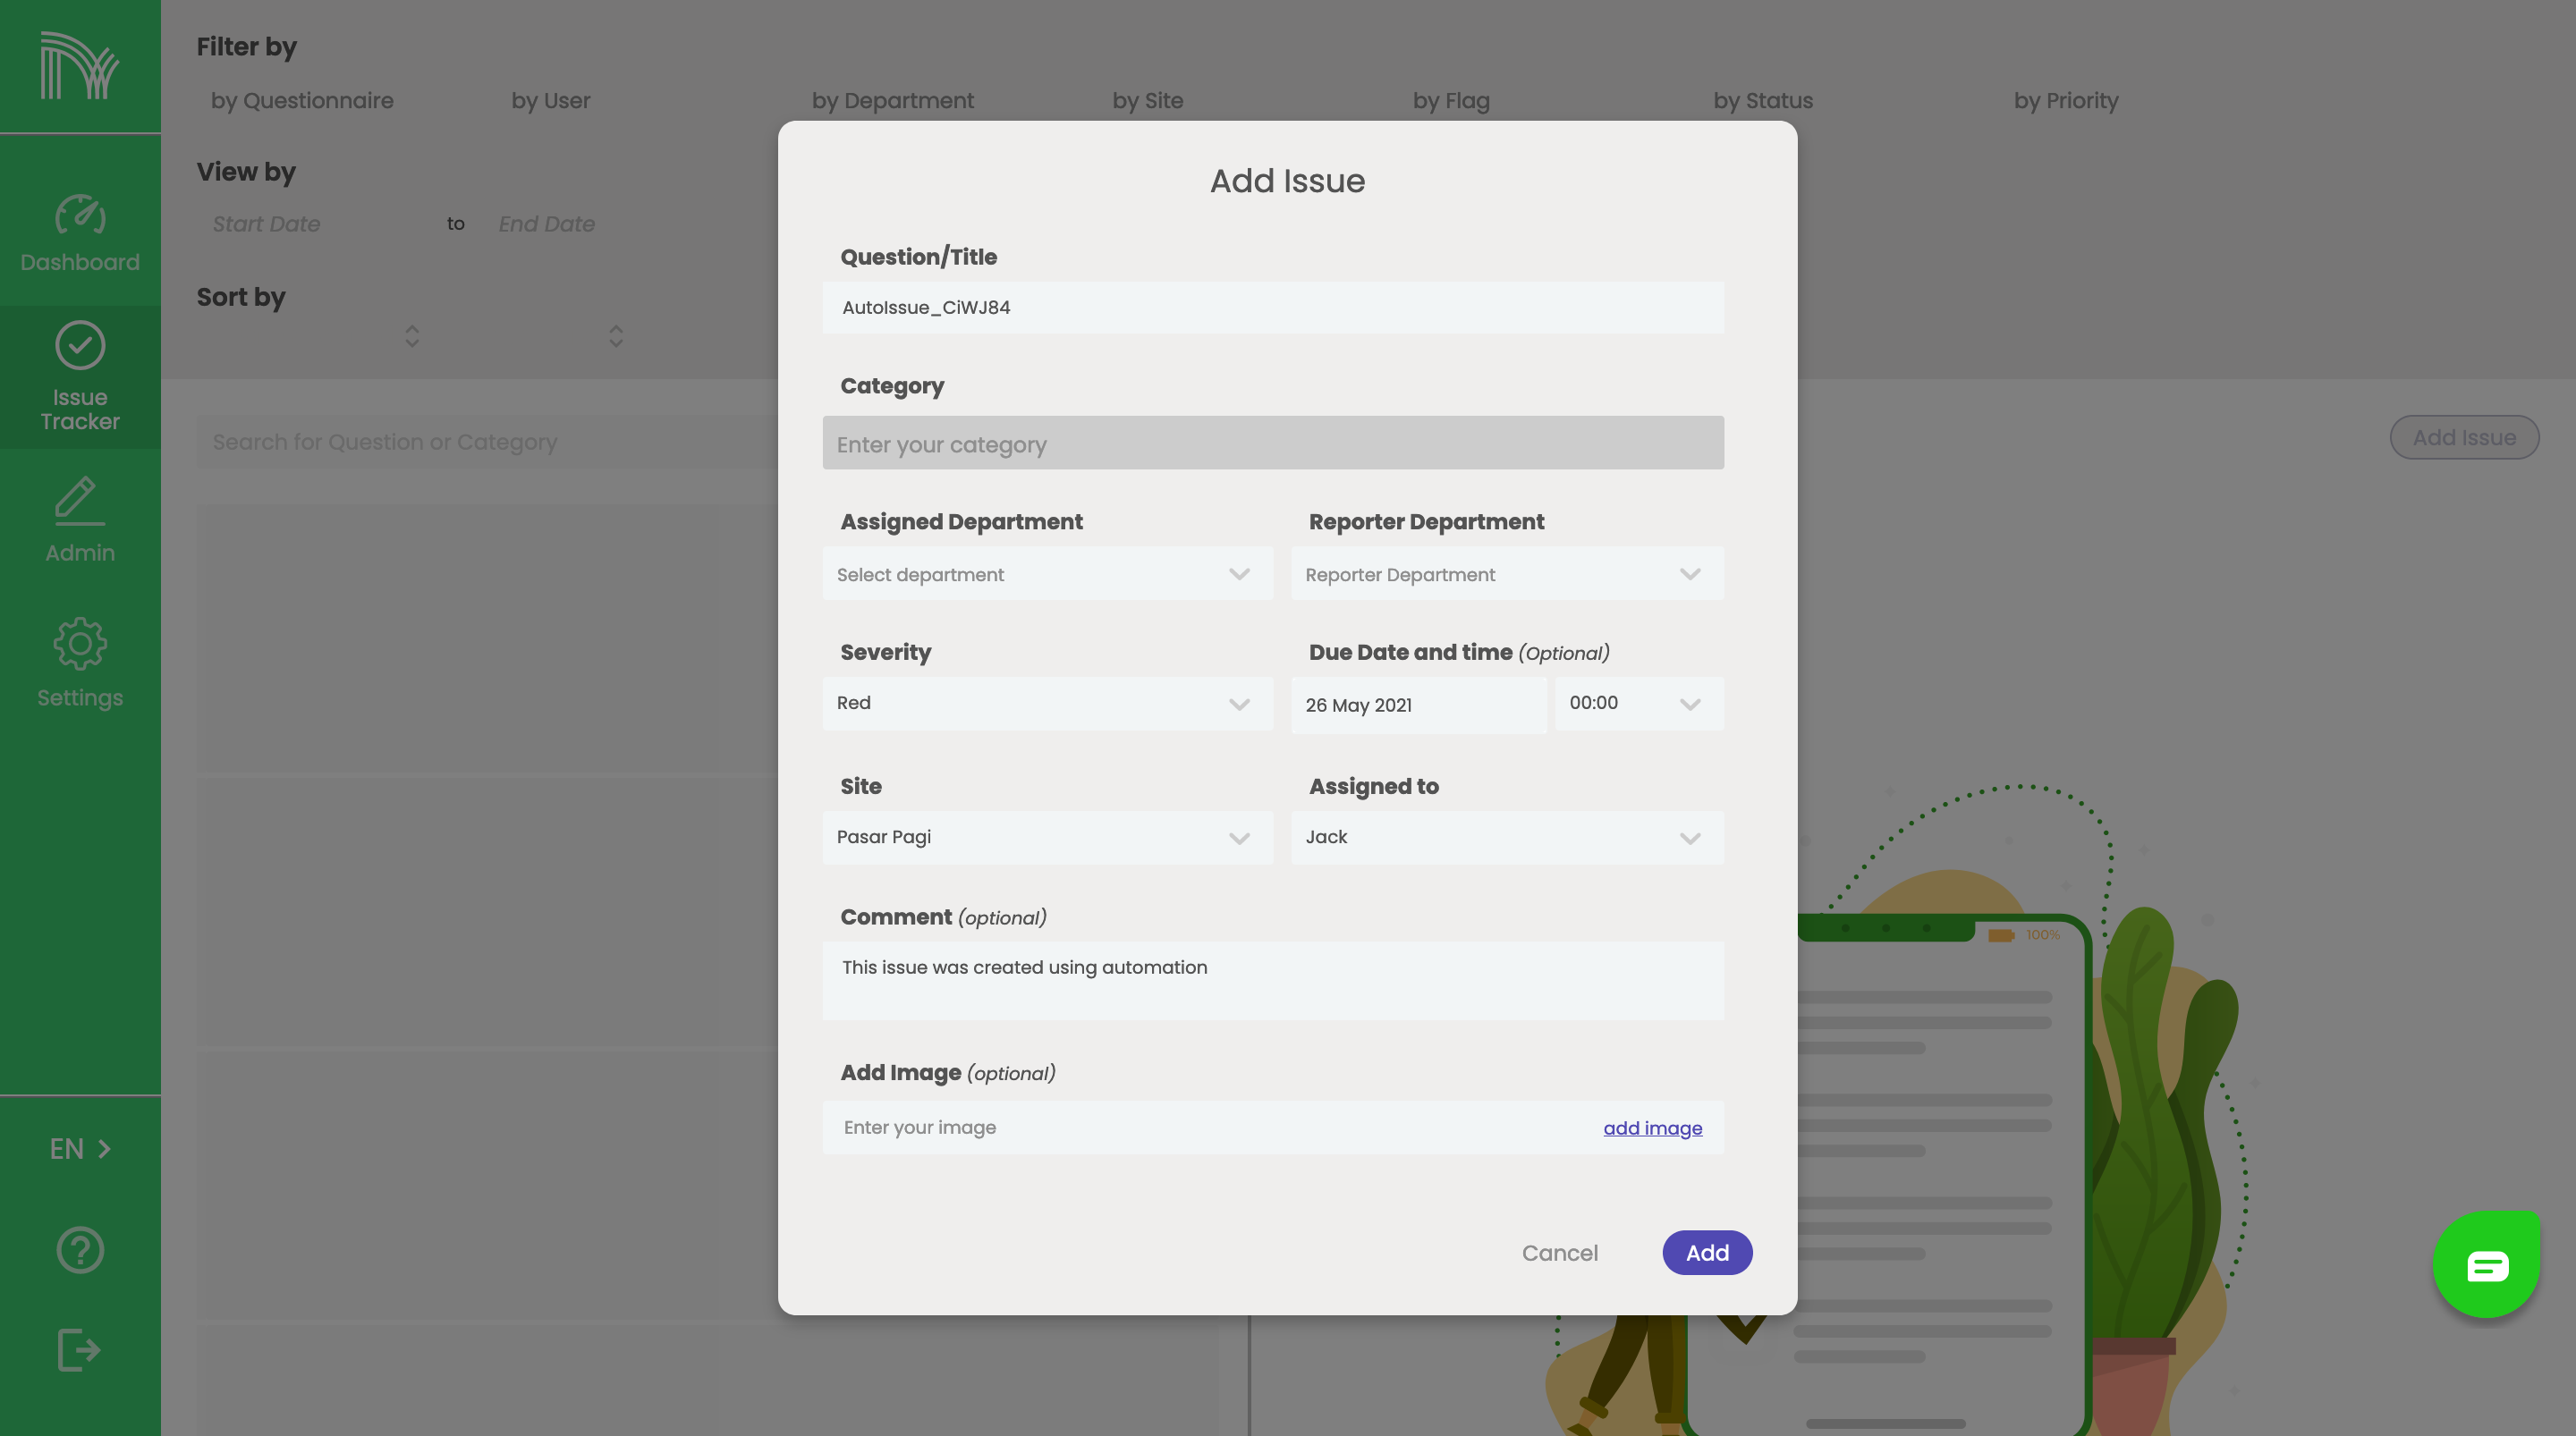 Filter by
by Questionnaire by User by Department by Site by Flag by Status by Priority
View by
Start Date to End Date
Sort by
Search for Question or Category
Add Issue
Dashboard
Issue
Tracker
Admin
Settings
EN
Add Issue
Question/Title
AutoIssue_CiWJ84
Category
Enter your category
Assigned Department Reporter Department
Select department Reporter Department
Severity Due Date and time (Optional)
Red 26 May 2021 00:00
Site Assigned to
Pasar Pagi Jack
Comment (optional)
This issue was created using automation
Add Image (optional)
Enter your image add image
Cancel Add
100%